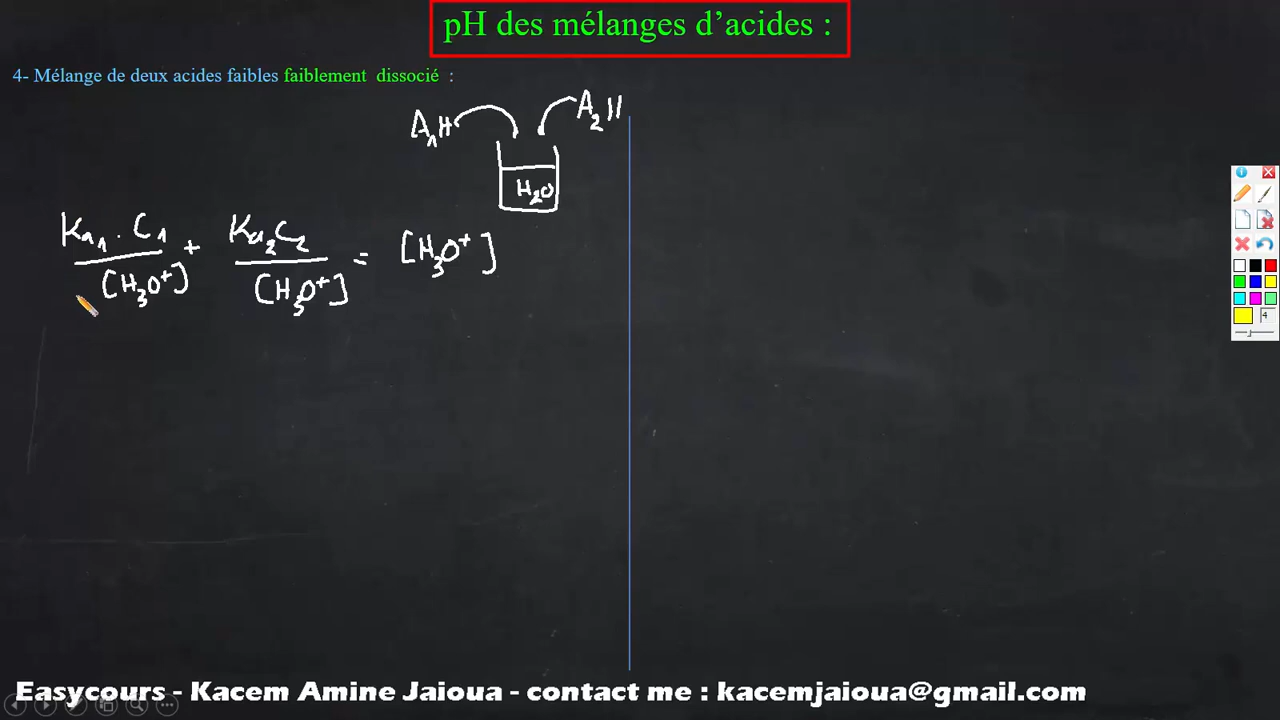 pH des mélanges d’acides :
4- Mélange de deux acides faibles faiblement dissocié :
A₁H A₂H
H₂O
Ka₁ . C₁ / [H₃O⁺] + Ka₂C₂ / [H₃O⁺] = [H₃O⁺]
4
Easycours - Kacem Amine Jaioua - contact me : kacemjaioua@gmail.com